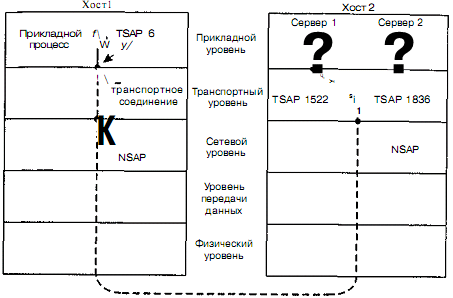 Хост1
Прикладной
процесс
TSAP 6
транспортное
соединение
К
NSAP
Прикладной
уровень
Транспортный
уровень
Сетевой
уровень
Уровень
передачи
данных
Физический
уровень
Хост 2
Сервер 1
Сервер 2
? ?
TSAP 1522
TSAP 1836
1
NSAP